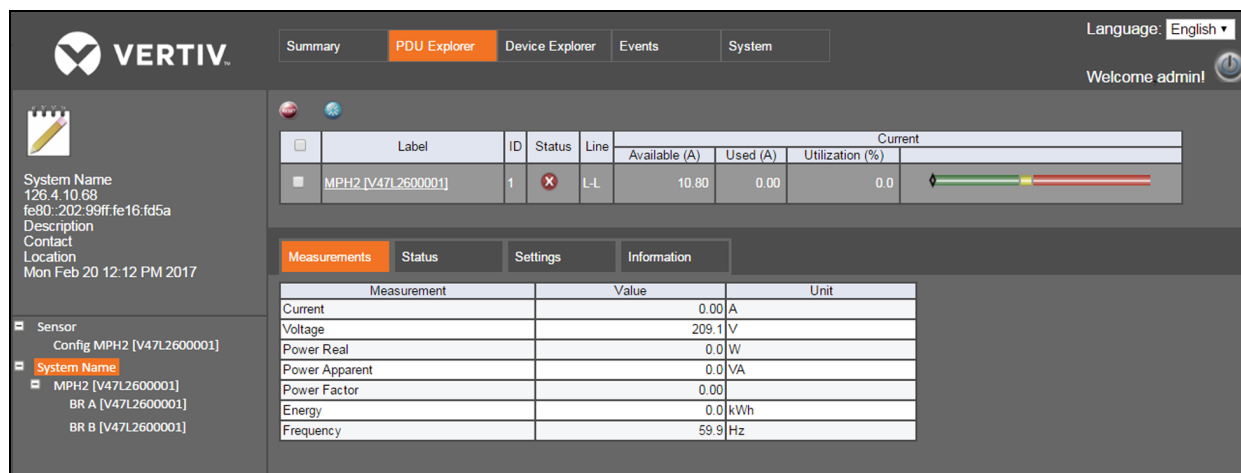 VERTIV™
Summary PDU Explorer Device Explorer Events System
Language: English
Welcome admin!
System Name
126.4.10.68
fe80::202:99ff:fe16:fd5a
Description
Contact
Location
Mon Feb 20 12:12 PM 2017
Sensor
Config MPH2 [V47L2600001]
System Name
MPH2 [V47L2600001]
BR A [V47L2600001]
BR B [V47L2600001]
Label ID Status Line Current
Available (A) Used (A) Utilization (%)
MPH2 [V47L2600001] 1 L-L 10.80 0.00 0.0
Measurements Status Settings Information
Measurement Value Unit
Current 0.00 A
Voltage 209.1 V
Power Real 0.0 W
Power Apparent 0.0 VA
Power Factor 0.00
Energy 0.0 kWh
Frequency 59.9 Hz